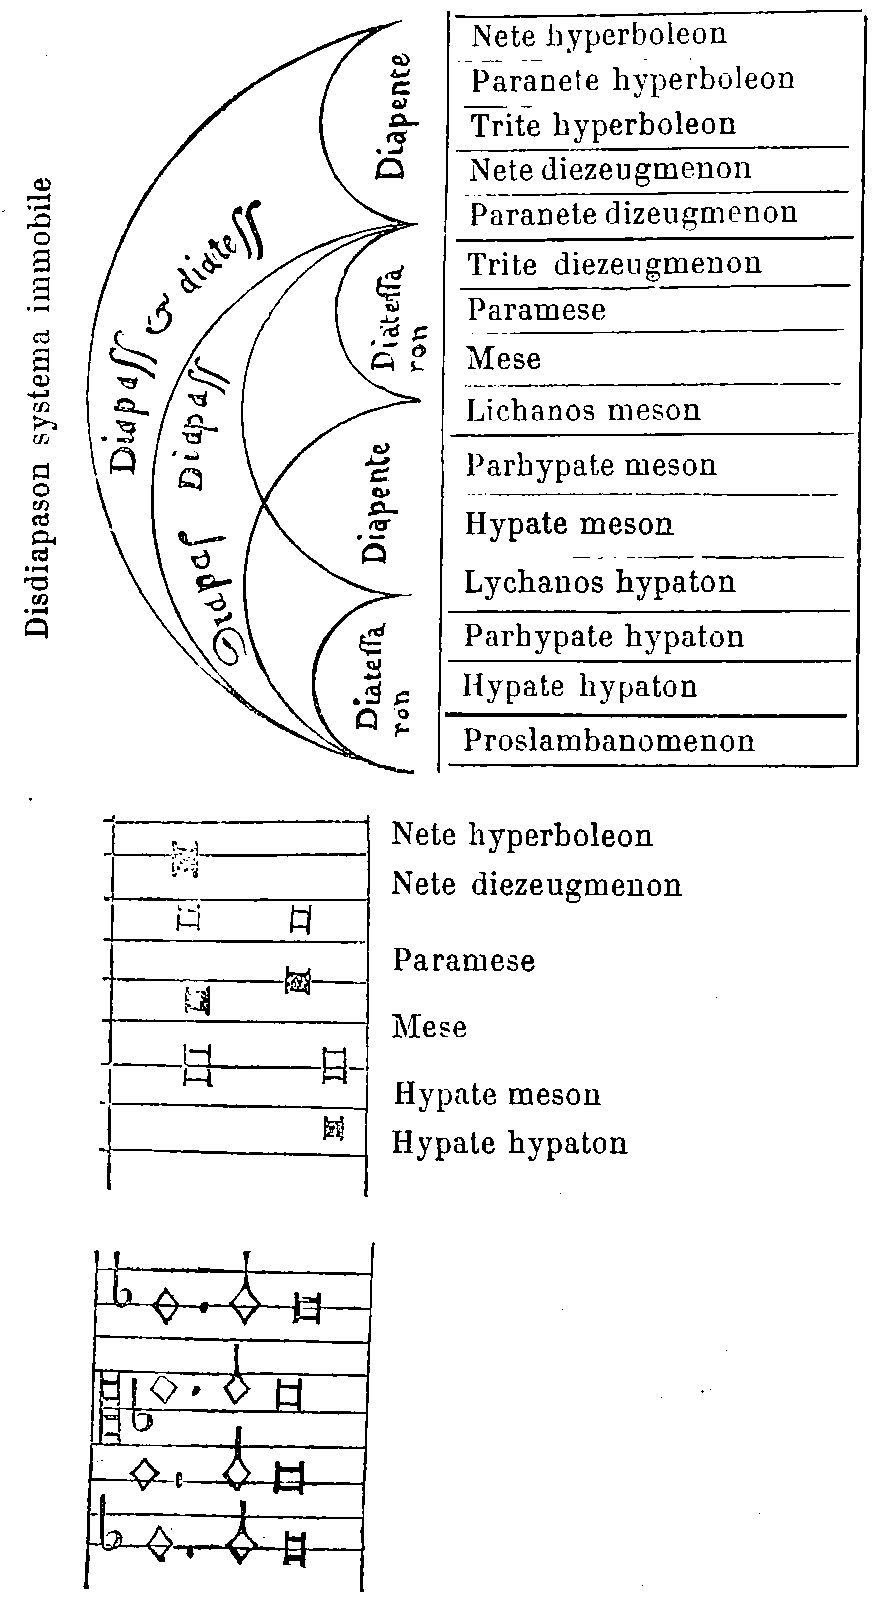 Disdiapason systema immobile
Diapaſſ & diateſſ
Diapaſſ
Diapaſ
Diapente
Diateſſa
ron
Diapente
Diateſſa
ron
Nete hyperboleon
Paranete hyperboleon
Trite hyperboleon
Nete diezeugmenon
Paranete dizeugmenon
Trite diezeugmenon
Paramese
Mese
Lichanos meson
Parhypate meson
Hypate meson
Lychanos hypaton
Parhypate hypaton
Hypate hypaton
Proslambanomenon
Nete hyperboleon
Nete diezeugmenon
Paramese
Mese
Hypate meson
Hypate hypaton